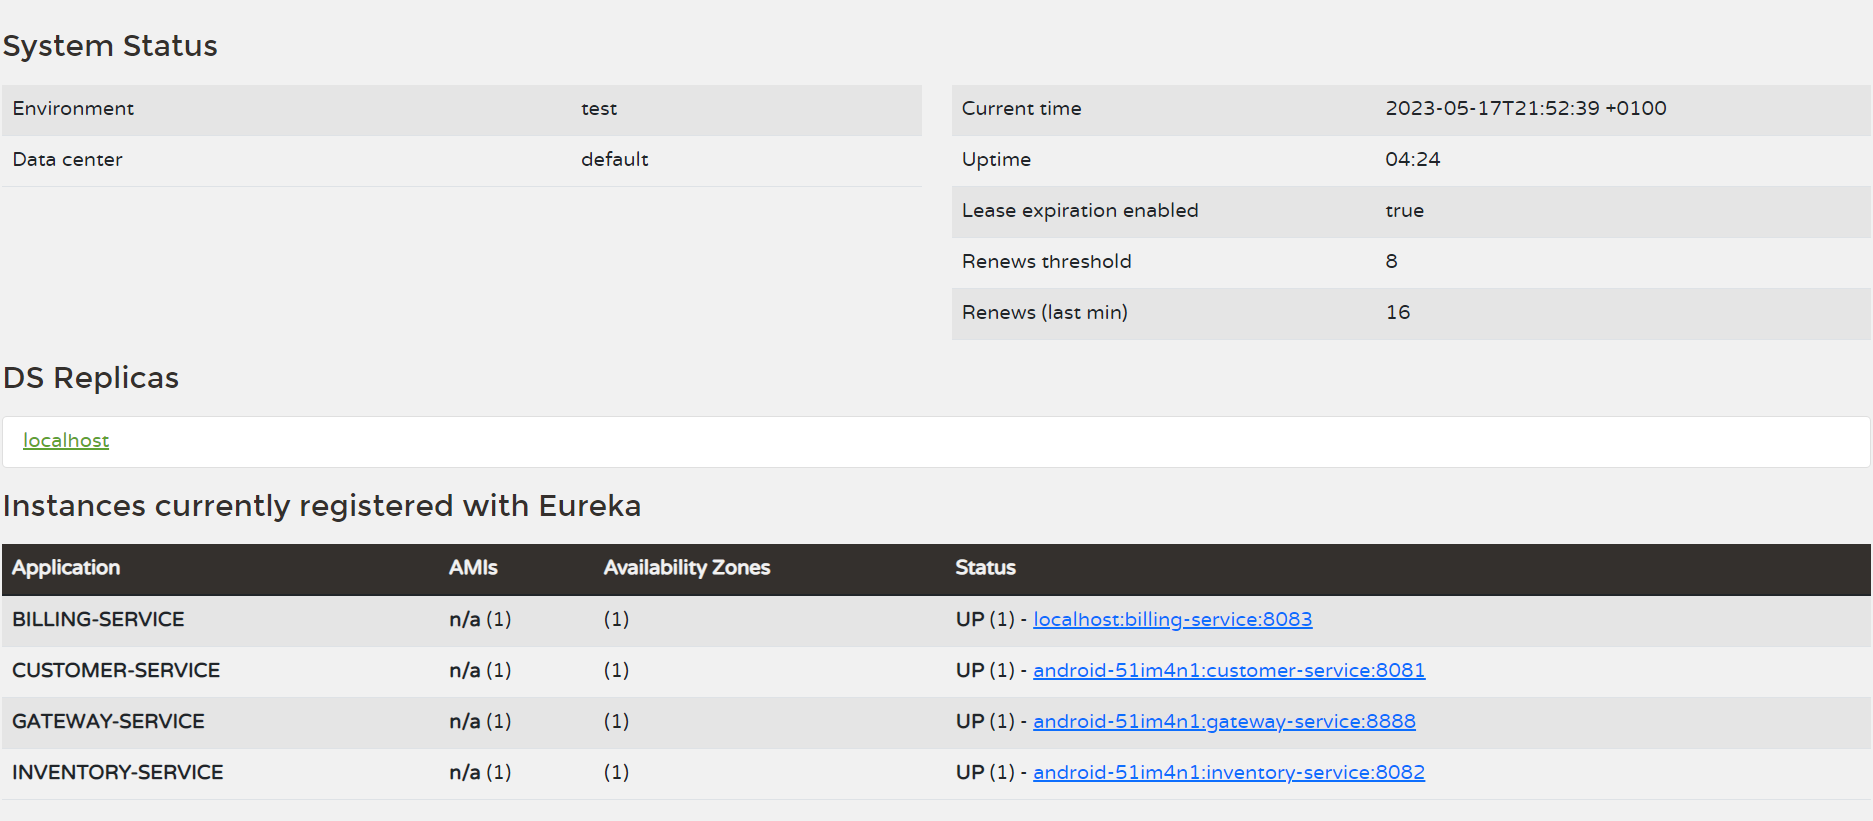 System Status
Environment test
Data center default
Current time 2023-05-17T21:52:39 +0100
Uptime 04:24
Lease expiration enabled true
Renews threshold 8
Renews (last min) 16
DS Replicas
localhost
Instances currently registered with Eureka
Application AMIs Availability Zones Status
BILLING-SERVICE n/a (1) (1) UP (1) - localhost:billing-service:8083
CUSTOMER-SERVICE n/a (1) (1) UP (1) - android-51im4n1:customer-service:8081
GATEWAY-SERVICE n/a (1) (1) UP (1) - android-51im4n1:gateway-service:8888
INVENTORY-SERVICE n/a (1) (1) UP (1) - android-51im4n1:inventory-service:8082